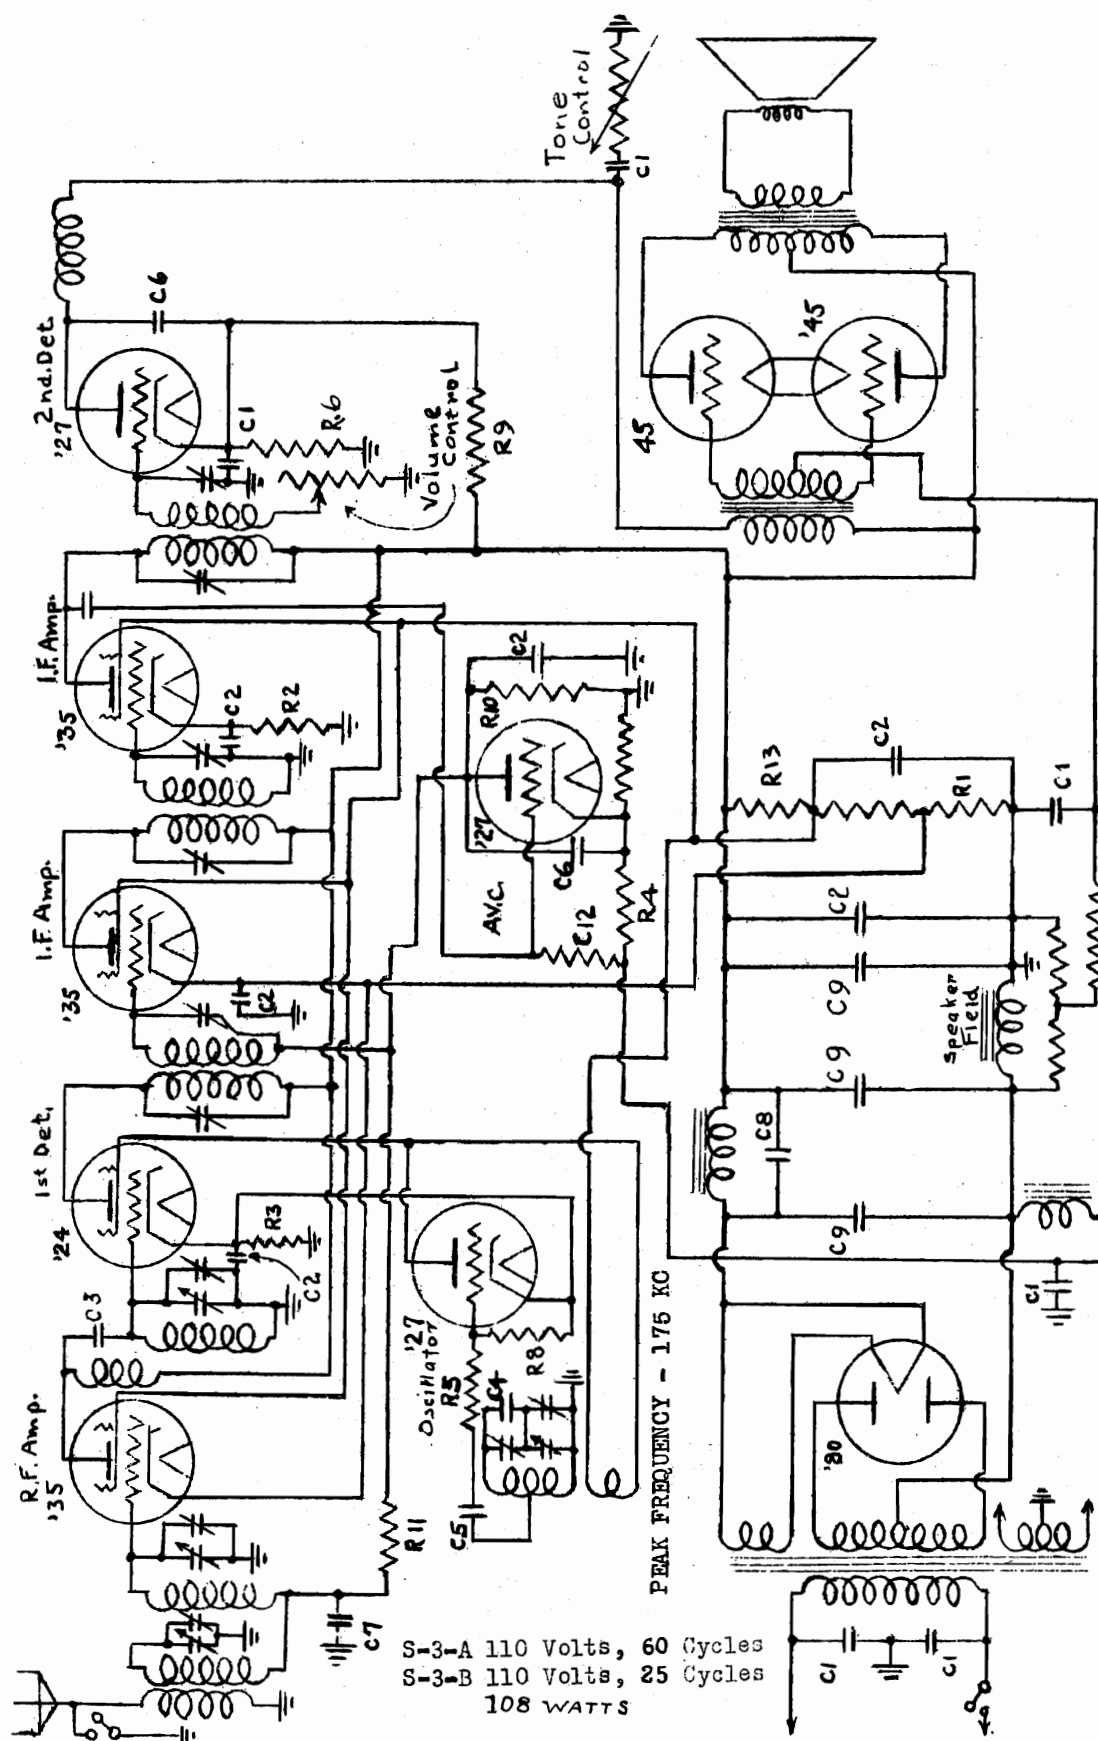 Tone
Control
C1
2nd. Det.
'27
C6
C1
R.6
Volume
Control
R9
'45
45
I.F. Amp.
'35
C2
R2
C2
R10
'27
A.V.C.
C6
C12
R4
R13
C2
R1
C1
I.F. Amp.
'35
C2
C2
C9
Speaker
Field
C9
1st Det.
'24
C3
R3
C2
C8
C9
C1
R.F. Amp.
'35
'27
Oscillator
R5
C4
R8
C5
R11
C7
PEAK FREQUENCY - 175 KC
'80
C1
C1
S-3-A 110 Volts, 60 Cycles
S-3-B 110 Volts, 25 Cycles
108 WATTS